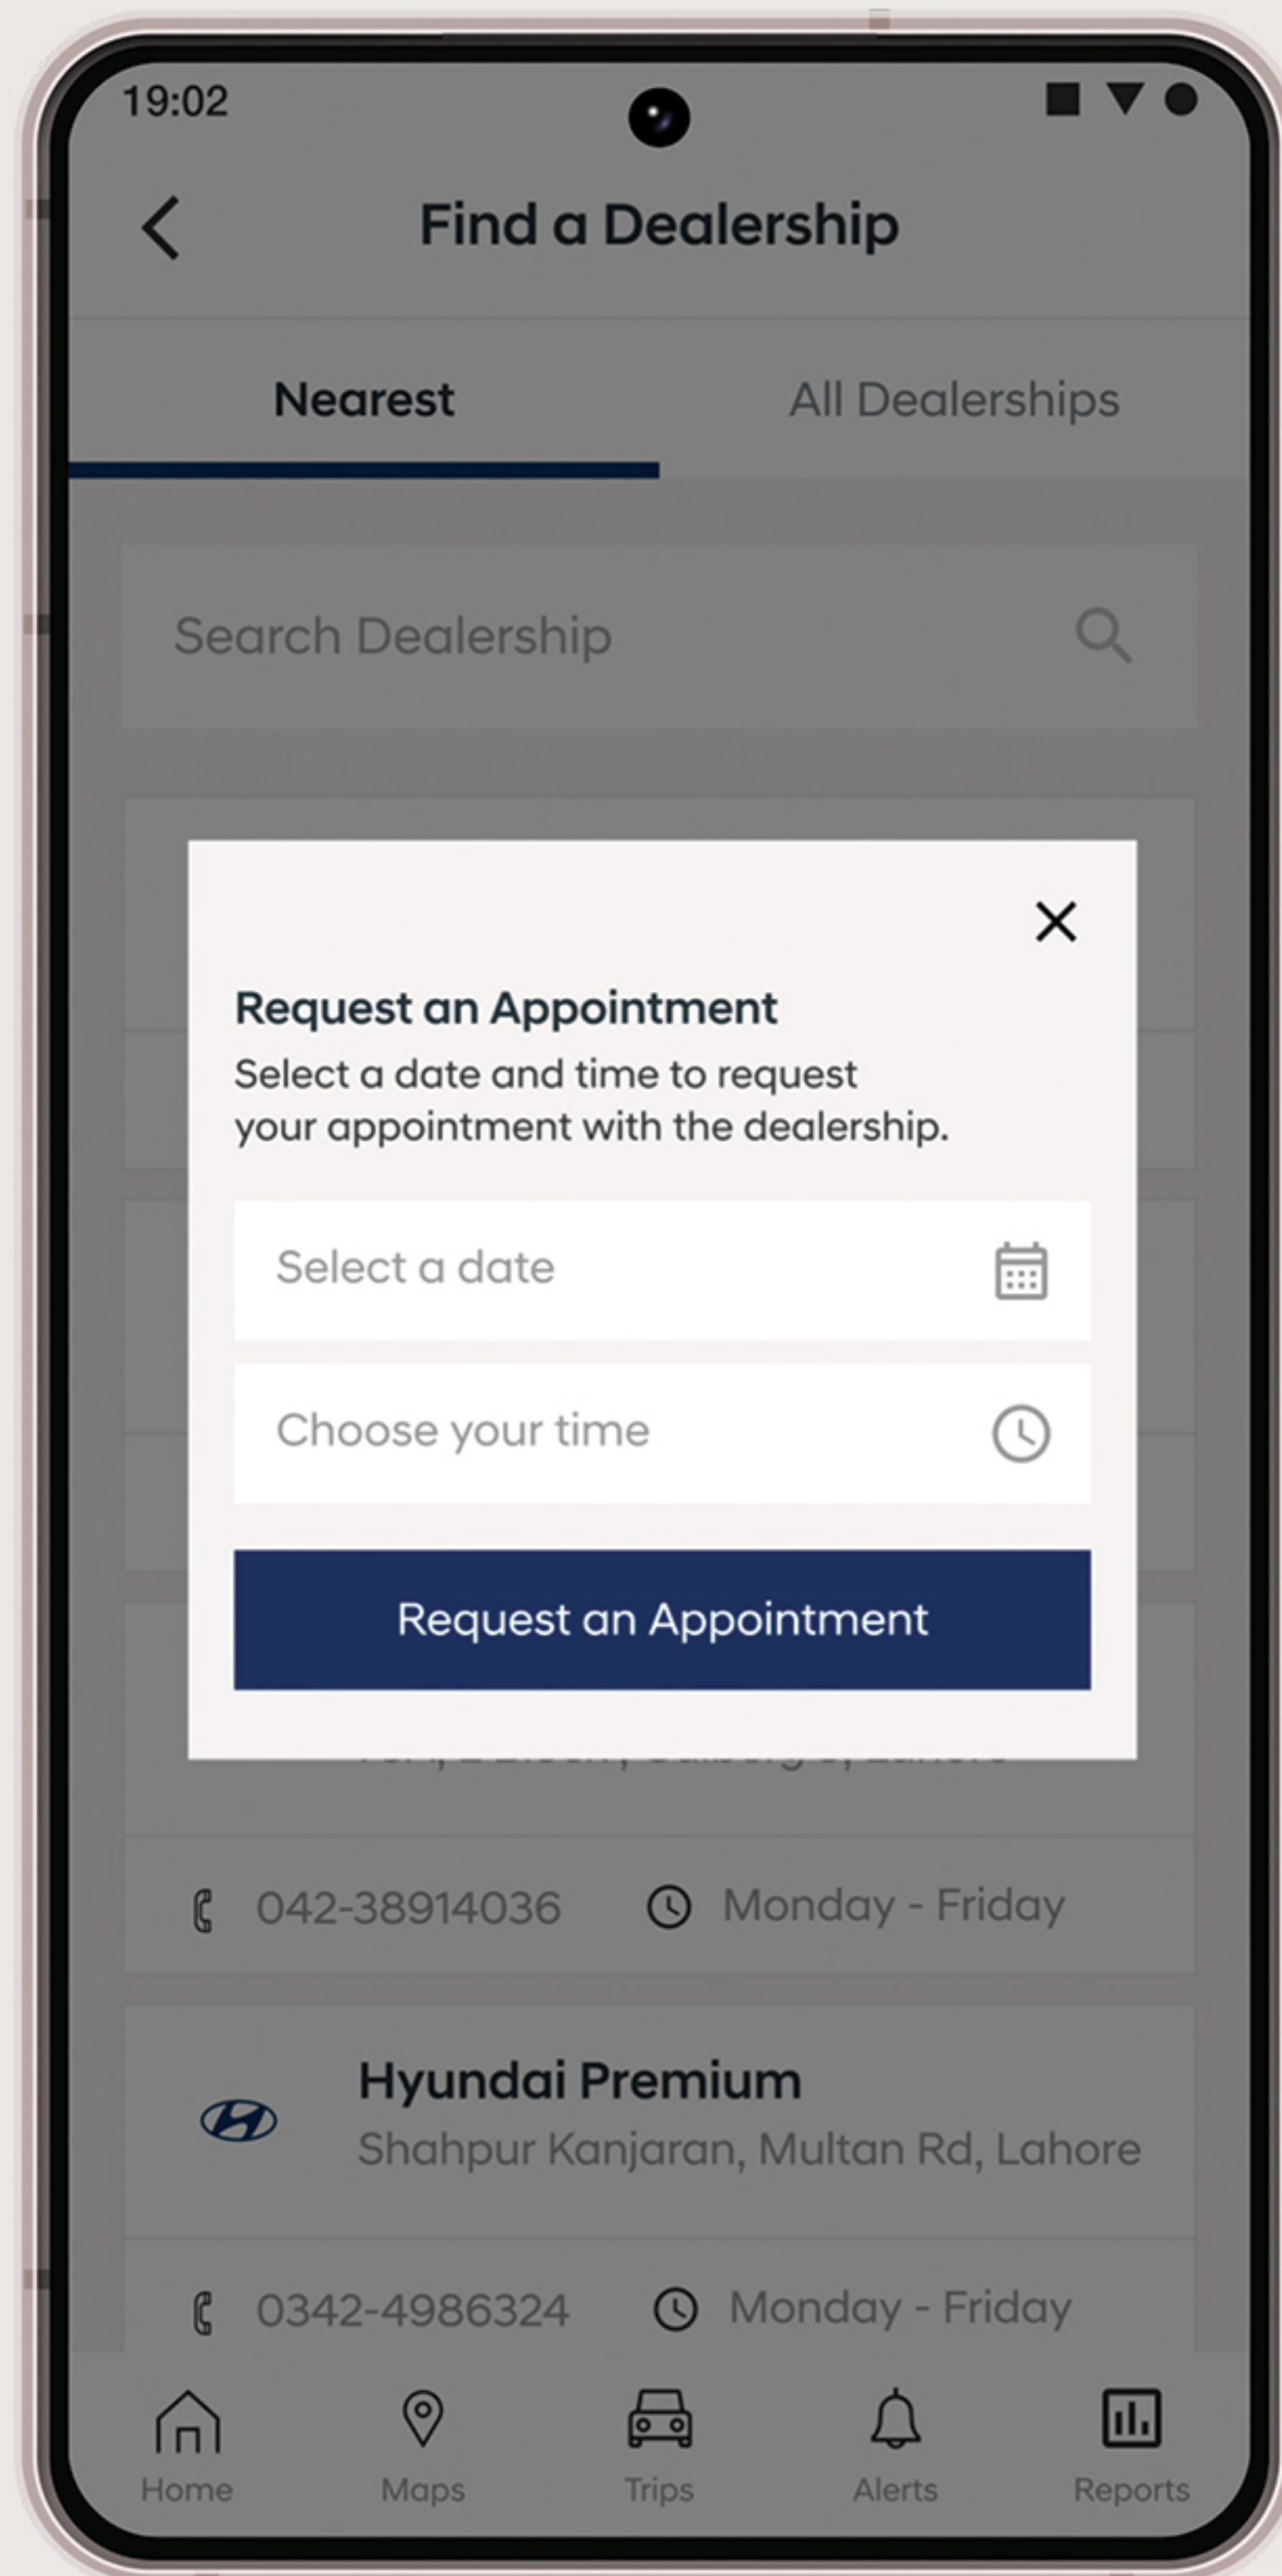 19:02
Find a Dealership
Nearest
All Dealerships
Search Dealership
Request an Appointment
Select a date and time to request
your appointment with the dealership.
Select a date
Choose your time
Request an Appointment
042-38914036
Monday - Friday
Hyundai Premium
Shahpur Kanjaran, Multan Rd, Lahore
0342-4986324
Monday - Friday
Home
Maps
Trips
Alerts
Reports